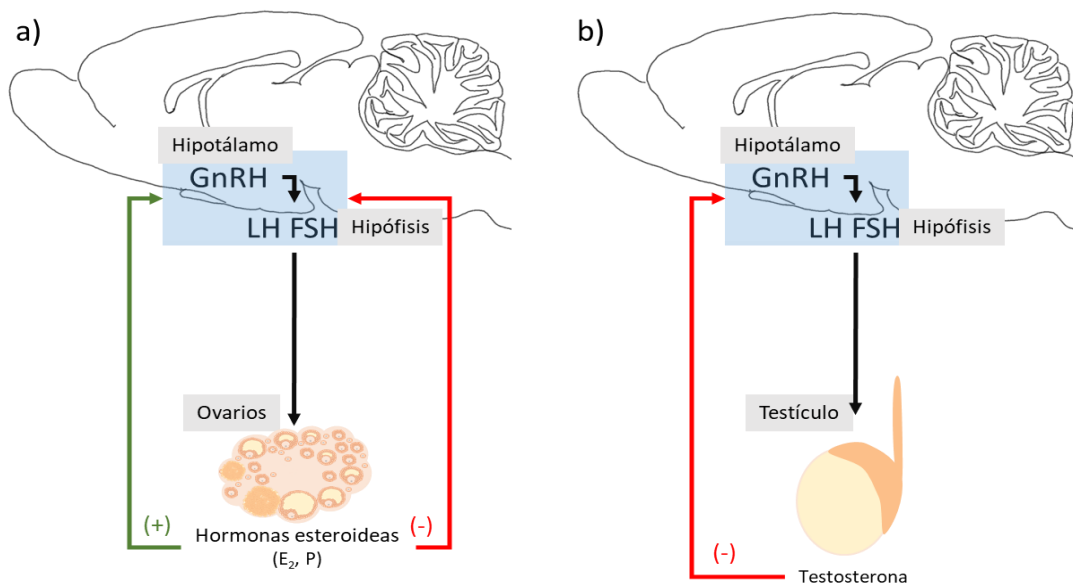 a)
Hipotálamo
GnRH
LH FSH
Hipófisis
Ovarios
(+)
(-)
Hormonas esteroideas
(E₂, P)
b)
Hipotálamo
GnRH
LH FSH
Hipófisis
Testículo
(-)
Testosterona